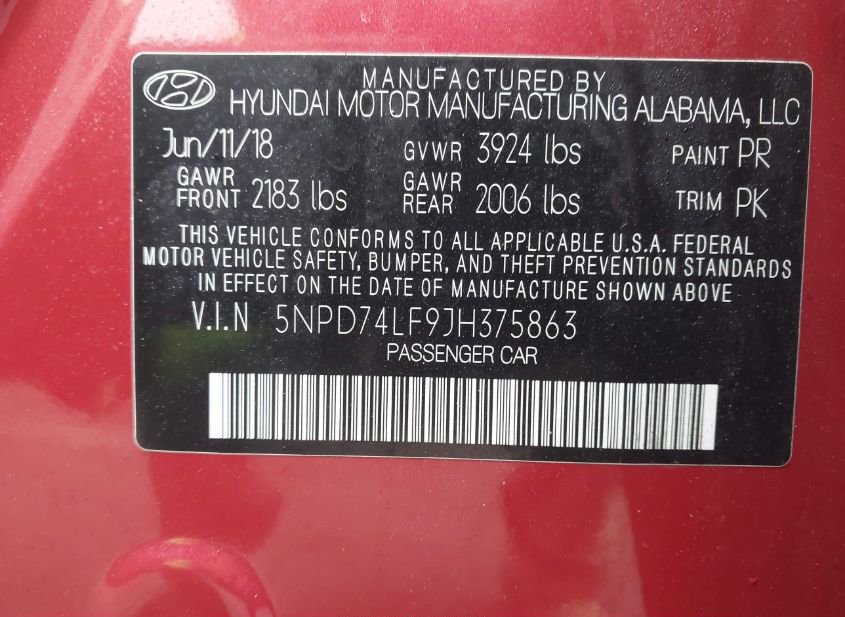 MANUFACTURED BY
HYUNDAI MOTOR MANUFACTURING ALABAMA, LLC
Jun/11/18 GVWR 3924 lbs PAINT PR
GAWR FRONT 2183 lbs GAWR REAR 2006 lbs TRIM PK
THIS VEHICLE CONFORMS TO ALL APPLICABLE U.S.A. FEDERAL
MOTOR VEHICLE SAFETY, BUMPER, AND THEFT PREVENTION STANDARDS
IN EFFECT ON THE DATE OF MANUFACTURE SHOWN ABOVE
V.I.N 5NPD74LF9JH375863
PASSENGER CAR